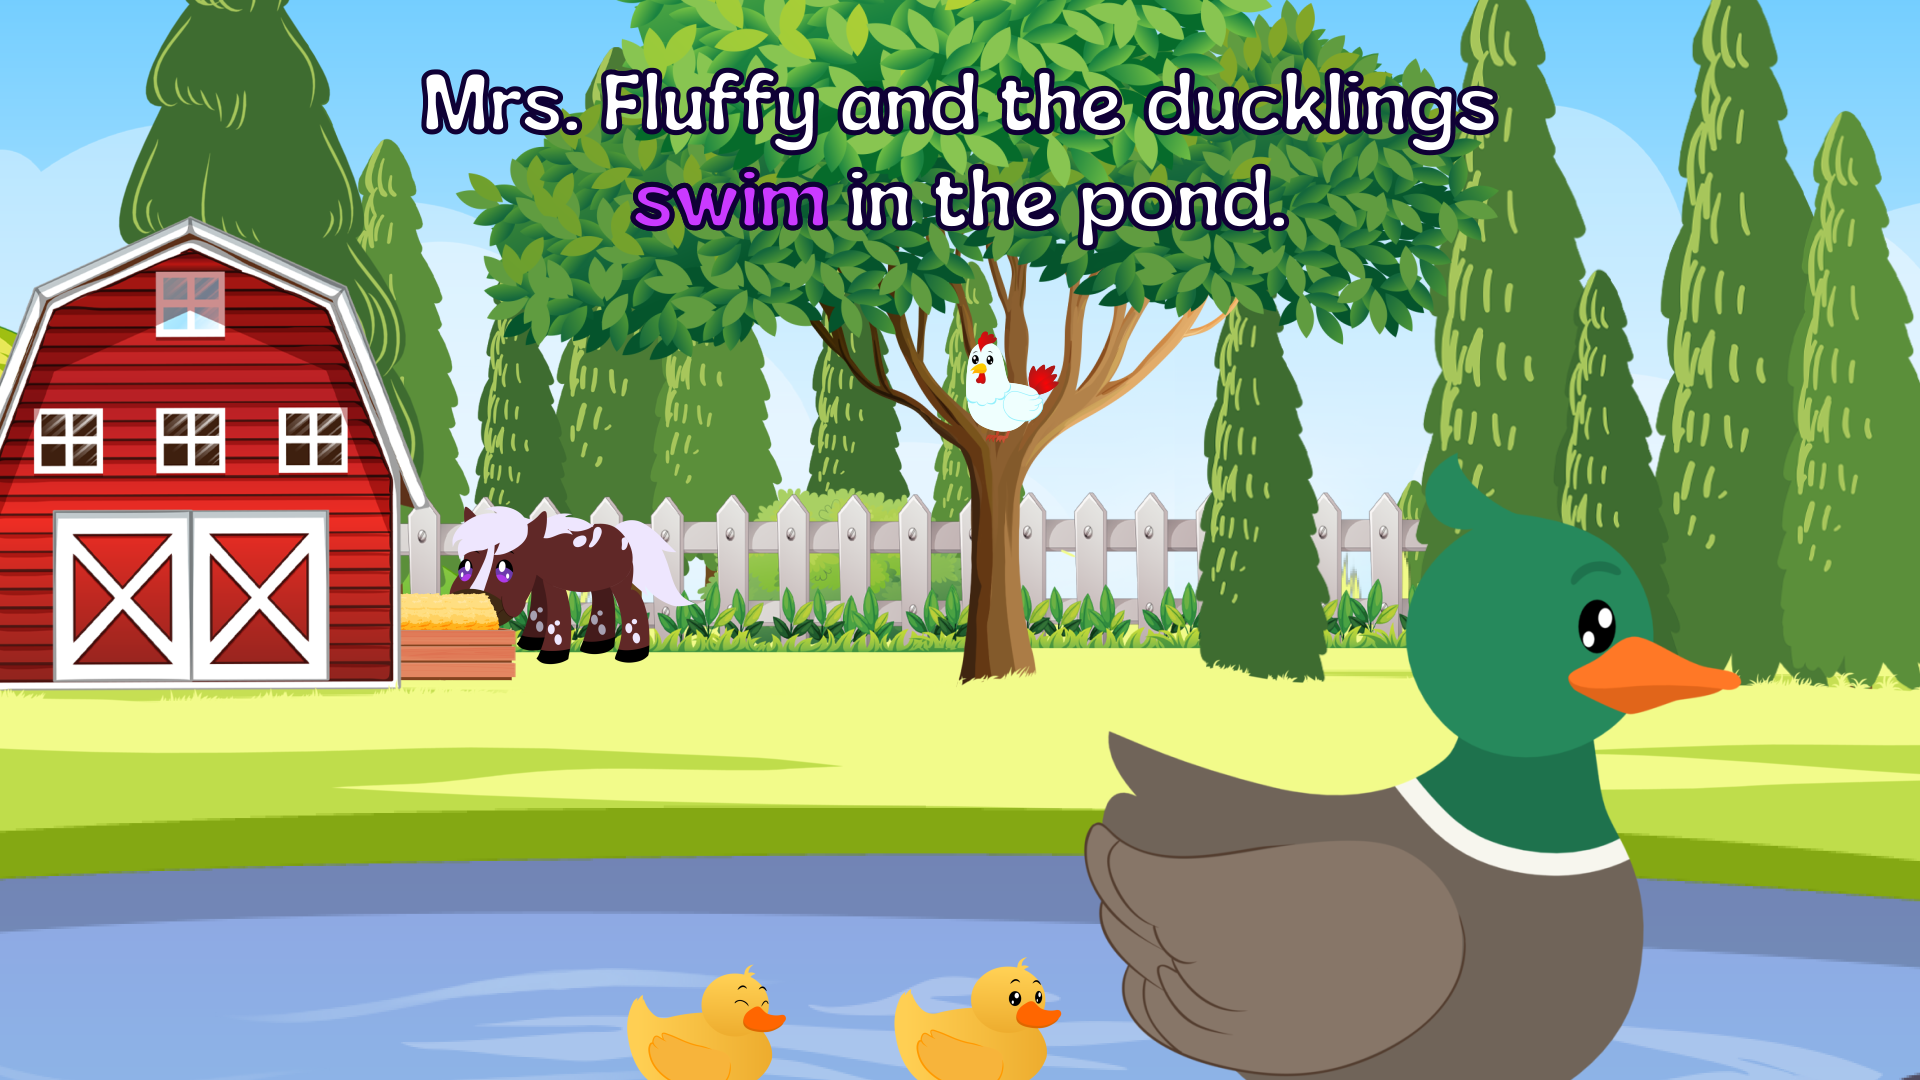 Mrs. Fluffy and the ducklings
swim in the pond.